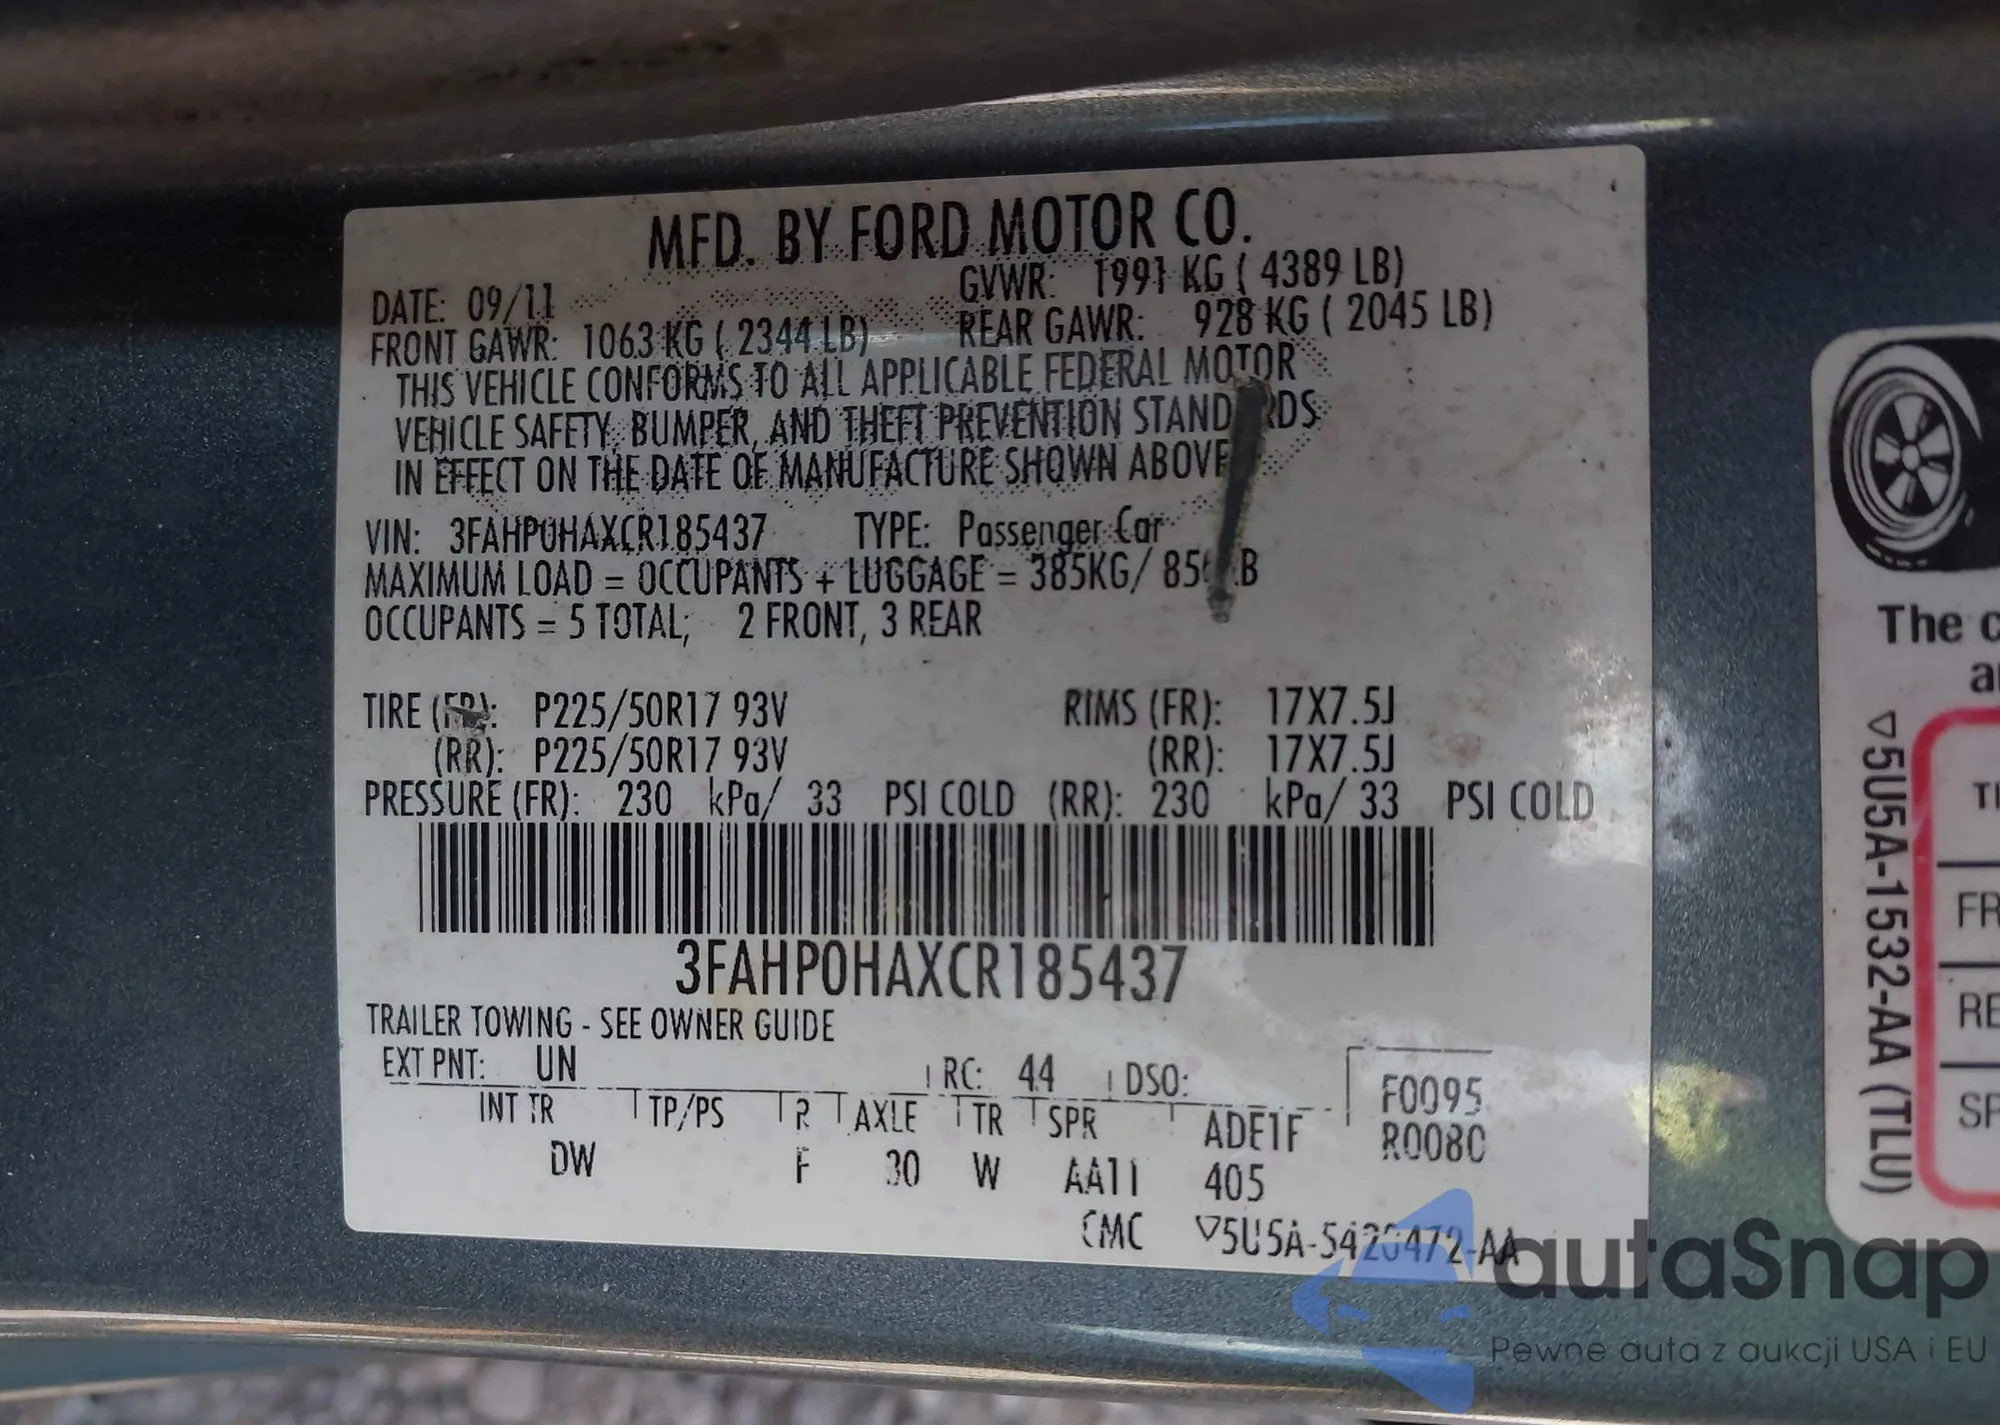 MFD. BY FORD MOTOR CO.
DATE: 09/11 GVWR: 1991 KG ( 4389 LB)
FRONT GAWR: 1063 KG ( 2344 LB) REAR GAWR: 928 KG ( 2045 LB)
THIS VEHICLE CONFORMS TO ALL APPLICABLE FEDERAL MOTOR
VEHICLE SAFETY, BUMPER, AND THEFT PREVENTION STANDARDS
IN EFFECT ON THE DATE OF MANUFACTURE SHOWN ABOVE
VIN: 3FAHP0HAXCR185437 TYPE: Passenger Car
MAXIMUM LOAD = OCCUPANTS + LUGGAGE = 385KG/
OCCUPANTS = 5 TOTAL; 2 FRONT, 3 REAR
TIRE (FR): P225/50R17 93V RIMS (FR): 17X7.5J
(RR): P225/50R17 93V (RR): 17X7.5J
PRESSURE (FR): 230 kPa/ 33 PSI COLD (RR): 230 kPa/ 33 PSI COLD
3FAHP0HAXCR185437
TRAILER TOWING - SEE OWNER GUIDE
EXT PNT: UN RC: 44 DSO:
INT TR TP/PS R AXLE TR SPR ADE1F F0095
DW F 30 W AA11 405 R0080
CMC ▽5U5A-5420472-AA
The
▽5U5A-1532-AA (TLU)
autaSnap
Pewne auta z aukcji USA i EU